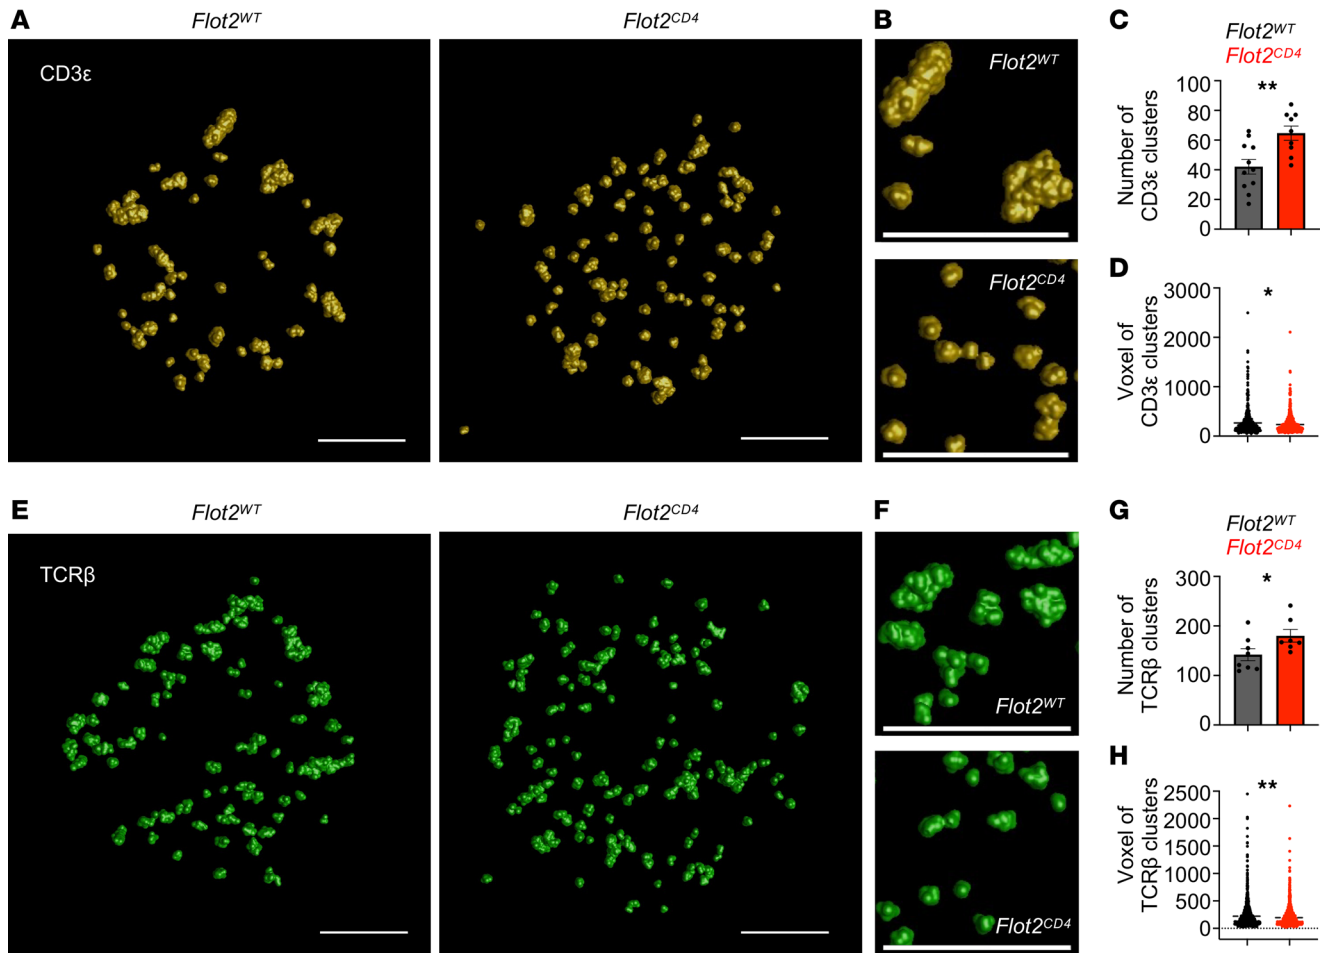 A
Flot2WT
Flot2CD4
CD3ε
B
Flot2WT
Flot2CD4
C
Flot2WT
Flot2CD4
Number of
CD3ε clusters
100
80
60
40
20
0
**
D
Voxel of
CD3ε clusters
3000
2000
1000
0
*
E
Flot2WT
Flot2CD4
TCRβ
F
Flot2WT
Flot2CD4
G
Flot2WT
Flot2CD4
Number of
TCRβ clusters
300
200
100
0
*
H
Voxel of
TCRβ clusters
2500
2000
1500
1000
500
0
**